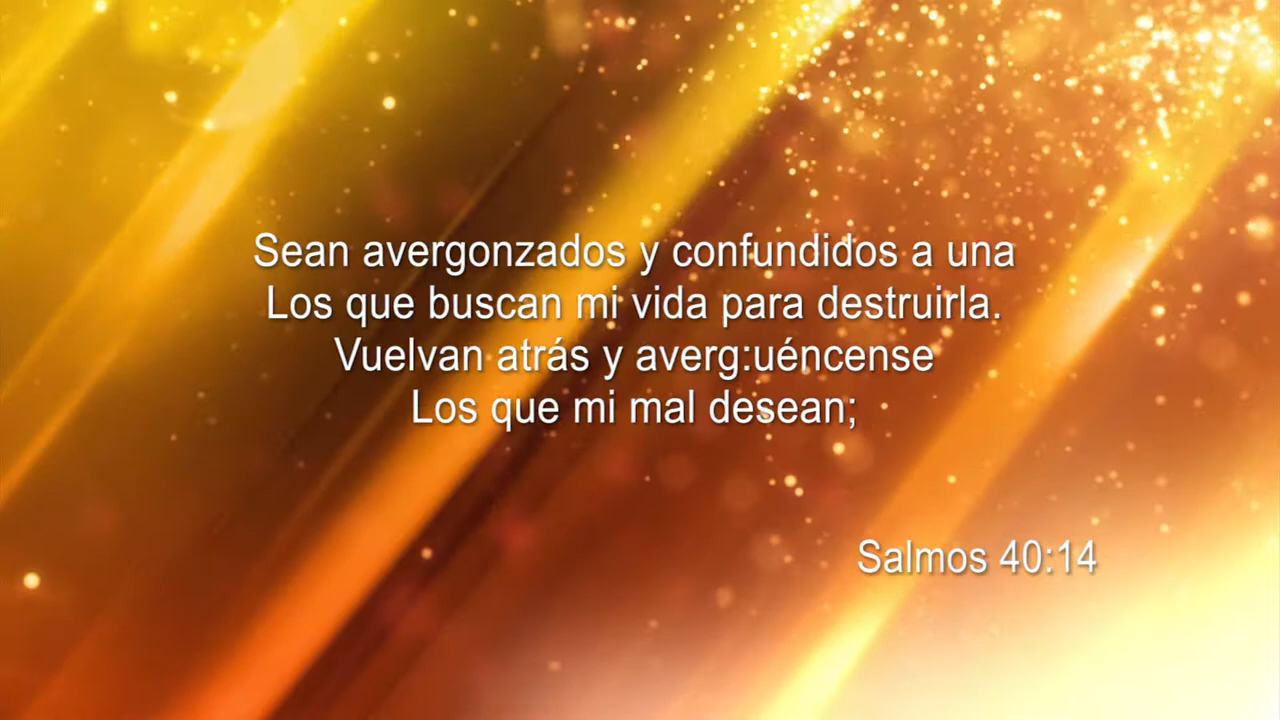 Sean avergonzados y confundidos a una
Los que buscan mi vida para destruirla.
Vuelvan atrás y averg:uéncense
Los que mi mal desean;
Salmos 40:14